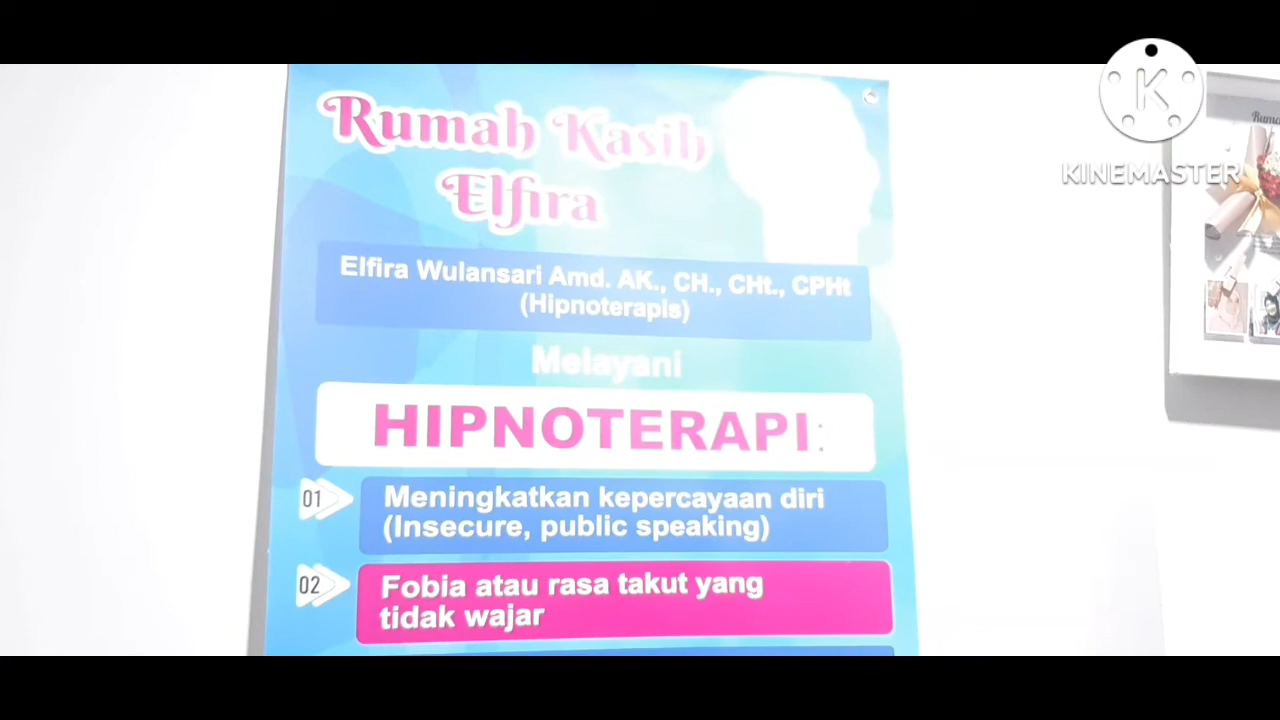 Rumah Kasih
Elfira
Elfira Wulansari Amd. AK., CH., CHt., CPHt
(Hipnoterapis)
Melayani
HIPNOTERAPI:
01 Meningkatkan kepercayaan diri
(Insecure, public speaking)
02 Fobia atau rasa takut yang
tidak wajar
K
KINEMASTER